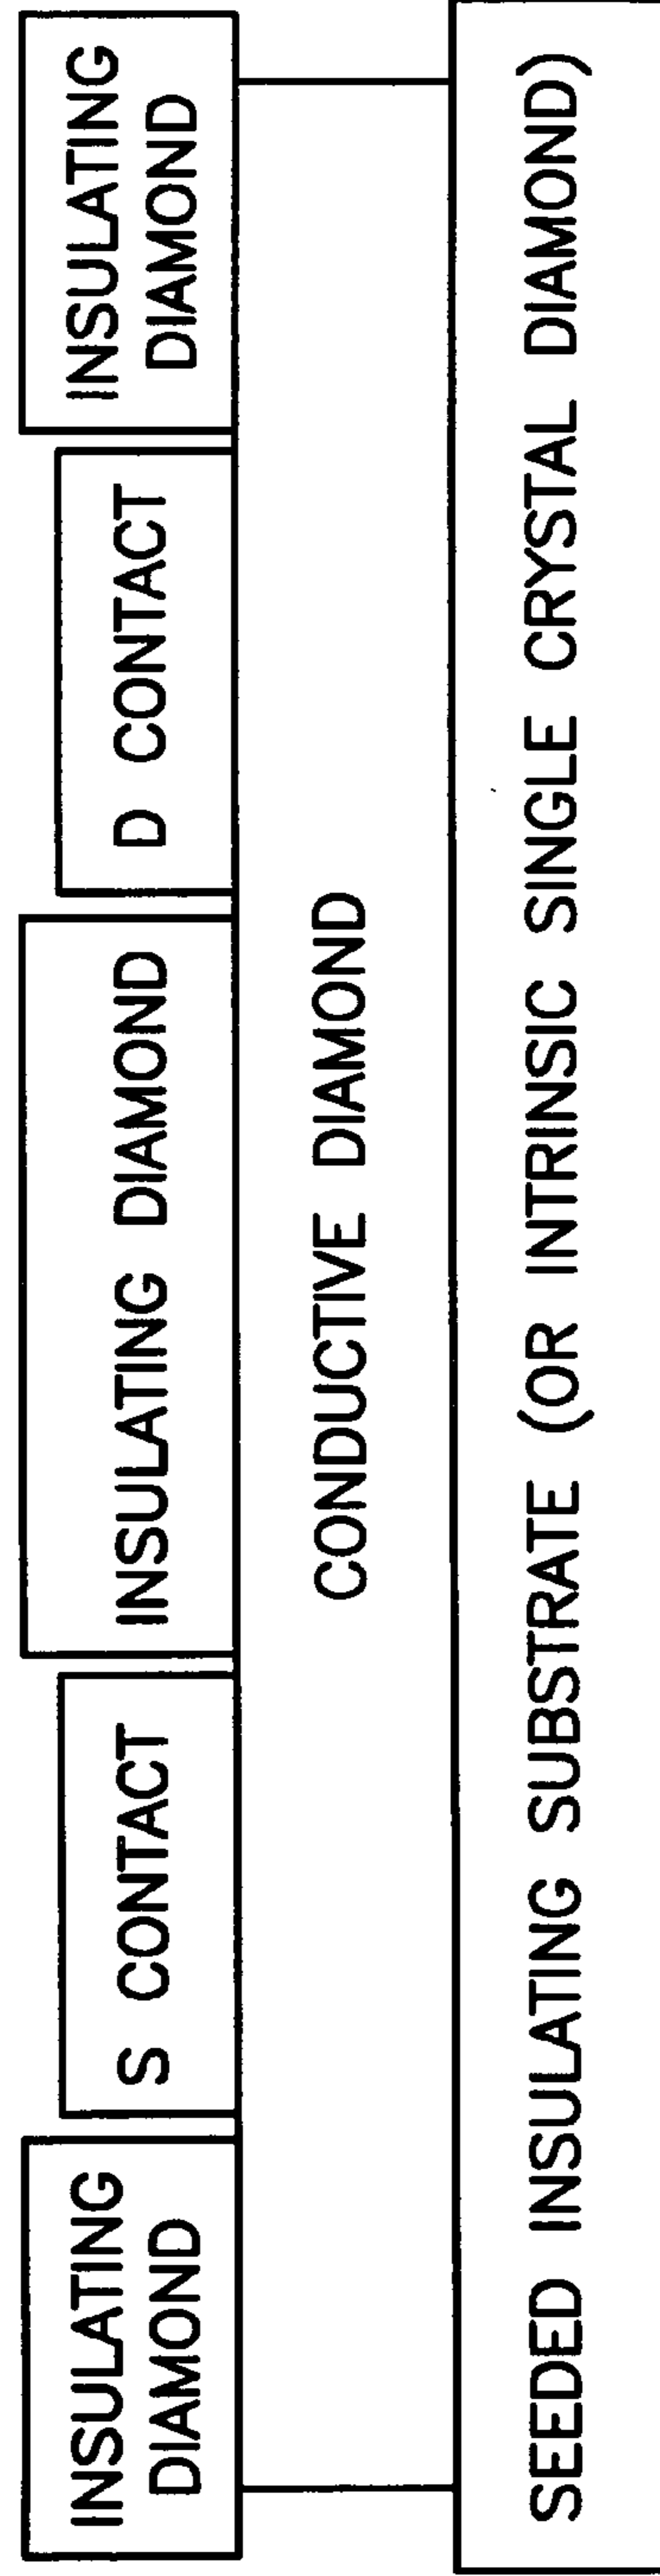 INSULATING
DIAMOND
S CONTACT
INSULATING DIAMOND
D CONTACT
INSULATING
DIAMOND
CONDUCTIVE DIAMOND
SEEDED INSULATING SUBSTRATE (OR INTRINSIC SINGLE CRYSTAL DIAMOND)